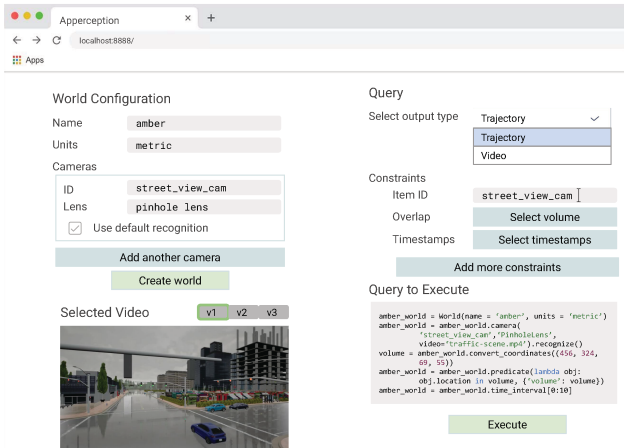 Apperception
localhost:8888/
Apps
World Configuration
Name amber
Units metric
Cameras
ID street_view_cam
Lens pinhole lens
Use default recognition
Add another camera
Create world
Selected Video v1 v2 v3
Query
Select output type Trajectory
Trajectory
Video
Constraints
Item ID street_view_cam
Overlap Select volume
Timestamps Select timestamps
Add more constraints
Query to Execute
amber_world = World(name = ‘amber’, units = ‘metric’)
amber_world = amber_world.camera(
‘street_view_cam’,‘PinholeLens’,
video=‘traffic-scene.mp4’).recognize()
volume = amber_world.convert_coordinates((456, 324,
69, 55))
amber_world = amber_world.predicate(lambda obj:
obj.location in volume, {‘volume’: volume})
amber_world = amber_world.time_interval[0:10]
Execute